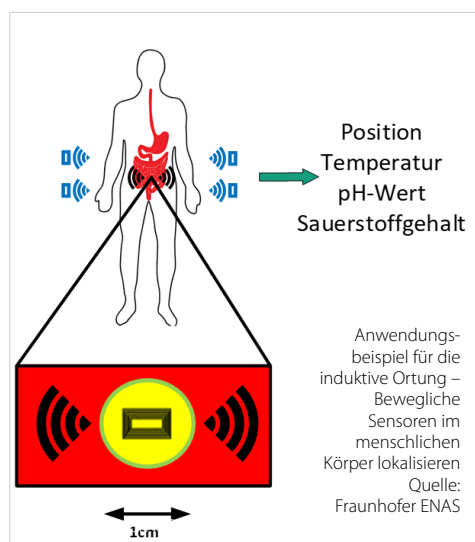 Position
Temperatur
pH-Wert
Sauerstoffgehalt
Anwendungs-
beispiel für die
induktive Ortung –
Bewegliche
Sensoren im
menschlichen
Körper lokalisieren
Quelle:
Fraunhofer ENAS
1cm